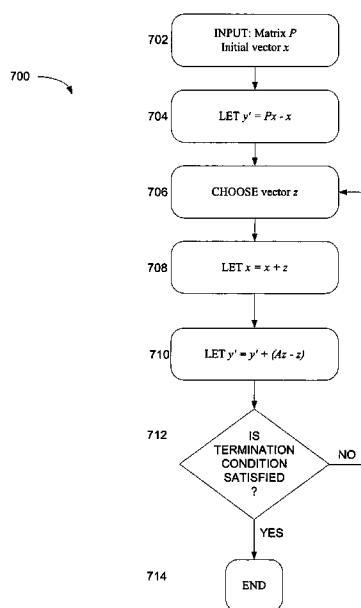 702
INPUT: Matrix P
Initial vector x
700
704
LET y' = Px - x
706
CHOOSE vector z
708
LET x = x + z
710
LET y' = y' + (Az - z)
712
IS
TERMINATION
CONDITION
SATISFIED
?
NO
YES
714
END